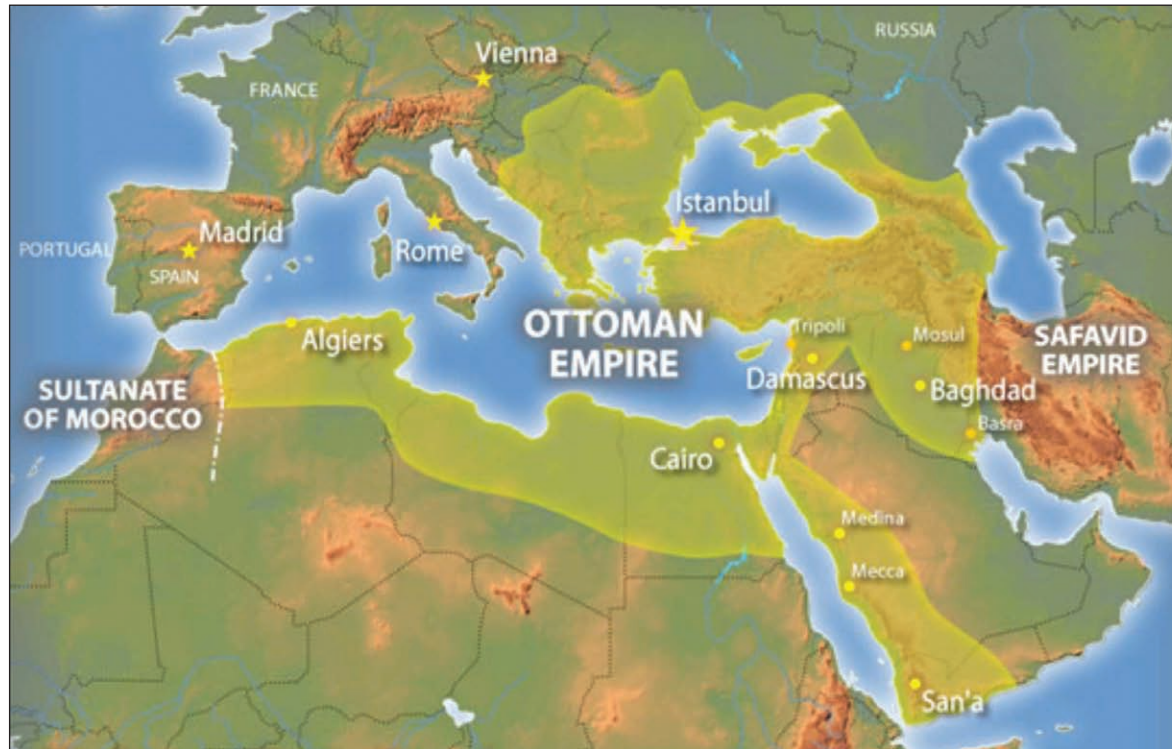 RUSSIA
Vienna
FRANCE
Istanbul
Madrid
PORTUGAL
SPAIN
Rome
OTTOMAN
EMPIRE
Tripoli
Mosul
SAFAVID
EMPIRE
Algiers
Damascus
Baghdad
SULTANATE
OF MOROCCO
Basra
Cairo
Medina
Mecca
San'a